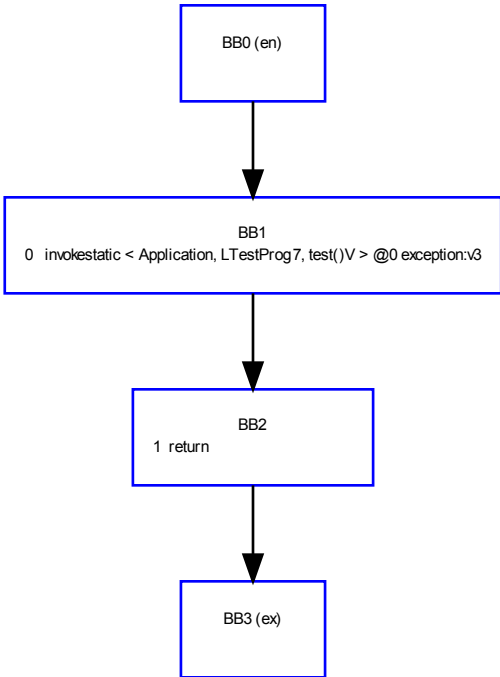 BB0 (en)
BB1
0 invokestatic < Application, LTestProg7, test()V > @0 exception:v3
BB2
1 return
BB3 (ex)